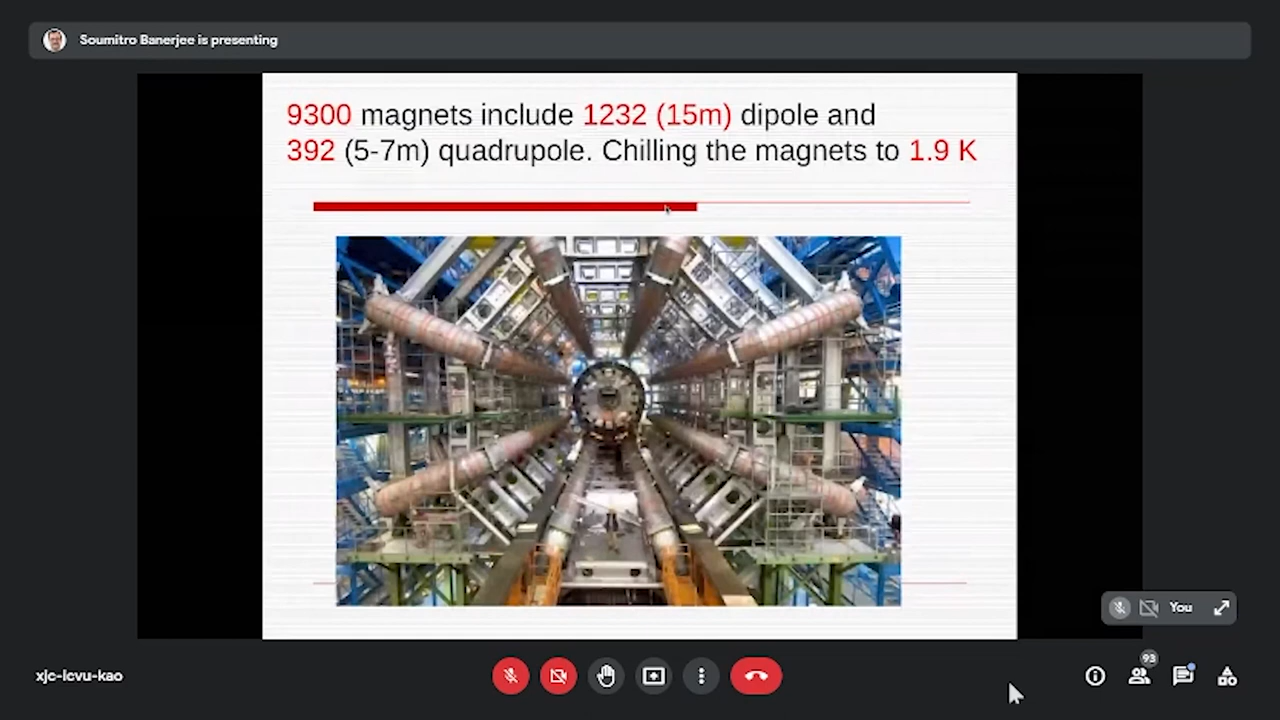 Soumitro Banerjee is presenting
9300 magnets include 1232 (15m) dipole and
392 (5-7m) quadrupole. Chilling the magnets to 1.9 K
You
xjc-lcvu-kao
93